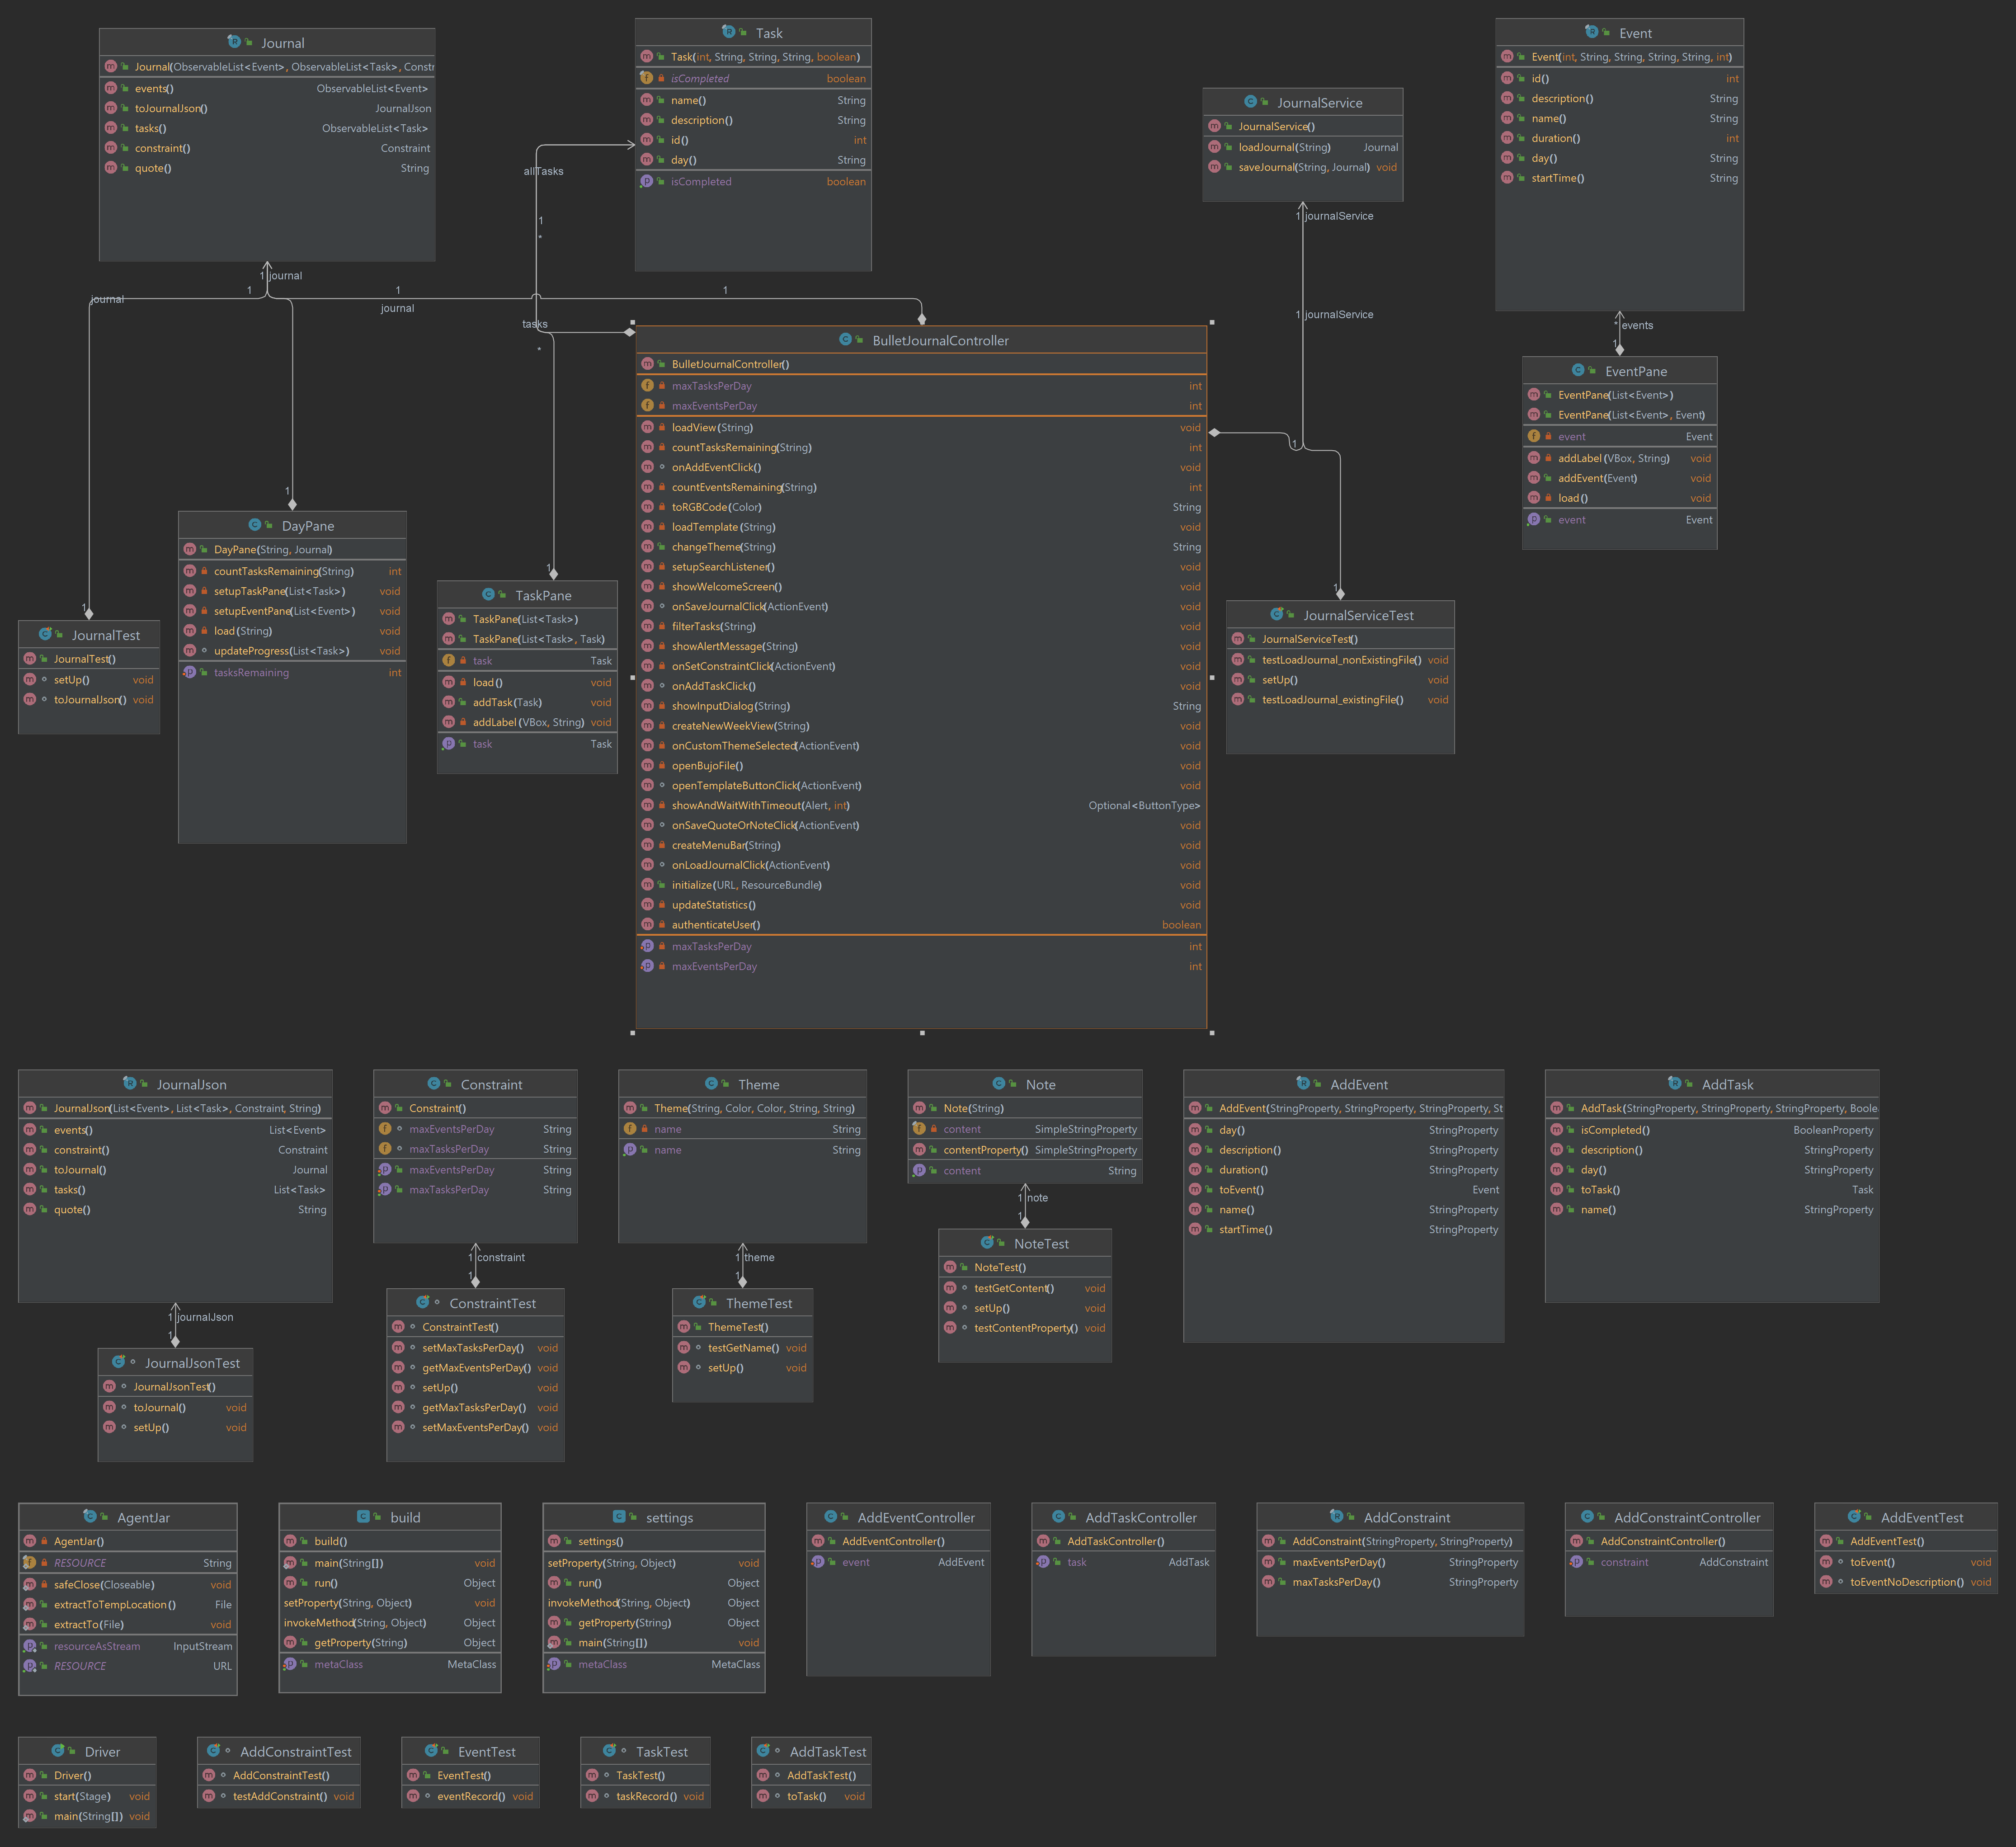 Journal
Journal(ObservableList<Event>, ObservableList<Task>, Constr
events() ObservableList<Event>
toJournalJson() JournalJson
tasks() ObservableList<Task>
constraint() Constraint
quote() String
Task
Task(int, String, String, String, boolean)
isCompleted boolean
name() String
description() String
id() int
day() String
isCompleted boolean
JournalService
JournalService()
loadJournal(String) Journal
saveJournal(String, Journal) void
Event
Event(int, String, String, String, String, int)
id() int
description() String
name() String
duration() int
day() String
startTime() String
allTasks
1
*
1 journalService
1 journal
1
1
1
journal
journal
tasks
*
1 journalService
* events
1
BulletJournalController
BulletJournalController()
maxTasksPerDay int
maxEventsPerDay int
loadView(String) void
countTasksRemaining(String) int
onAddEventClick() void
countEventsRemaining(String) int
toRGBCode(Color) String
loadTemplate(String) void
changeTheme(String) String
setupSearchListener() void
showWelcomeScreen() void
onSaveJournalClick(ActionEvent) void
filterTasks(String) void
showAlertMessage(String) void
onSetConstraintClick(ActionEvent) void
onAddTaskClick() void
showInputDialog(String) String
createNewWeekView(String) void
onCustomThemeSelected(ActionEvent) void
openBujoFile() void
openTemplateButtonClick(ActionEvent) void
showAndWaitWithTimeout(Alert, int) Optional<ButtonType>
onSaveQuoteOrNoteClick(ActionEvent) void
createMenuBar(String) void
onLoadJournalClick(ActionEvent) void
initialize(URL, ResourceBundle) void
updateStatistics() void
authenticateUser() boolean
maxTasksPerDay int
maxEventsPerDay int
EventPane
EventPane(List<Event>)
EventPane(List<Event>, Event)
event Event
addLabel(VBox, String) void
addEvent(Event) void
load() void
event Event
1
1
DayPane
DayPane(String, Journal)
countTasksRemaining(String) int
setupTaskPane(List<Task>) void
setupEventPane(List<Event>) void
load(String) void
updateProgress(List<Task>) void
tasksRemaining int
1
TaskPane
TaskPane(List<Task>)
TaskPane(List<Task>, Task)
task Task
load() void
addTask(Task) void
addLabel(VBox, String) void
task Task
1
JournalTest
JournalTest()
setUp() void
toJournalJson() void
1
JournalServiceTest
JournalServiceTest()
testLoadJournal_nonExistingFile() void
setUp() void
testLoadJournal_existingFile() void
JournalJson
JournalJson(List<Event>, List<Task>, Constraint, String)
events() List<Event>
constraint() Constraint
toJournal() Journal
tasks() List<Task>
quote() String
Constraint
Constraint()
maxEventsPerDay String
maxTasksPerDay String
maxEventsPerDay String
maxTasksPerDay String
Theme
Theme(String, Color, Color, String, String)
name String
name String
Note
Note(String)
content SimpleStringProperty
contentProperty() SimpleStringProperty
content String
AddEvent
AddEvent(StringProperty, StringProperty, StringProperty, St
day() StringProperty
description() StringProperty
duration() StringProperty
toEvent() Event
name() StringProperty
startTime() StringProperty
AddTask
AddTask(StringProperty, StringProperty, StringProperty, Boole
isCompleted() BooleanProperty
description() StringProperty
day() StringProperty
toTask() Task
name() StringProperty
1 note
1
NoteTest
NoteTest()
testGetContent() void
setUp() void
testContentProperty() void
1 constraint
1
ConstraintTest
ConstraintTest()
setMaxTasksPerDay() void
getMaxEventsPerDay() void
setUp() void
getMaxTasksPerDay() void
setMaxEventsPerDay() void
1 theme
1
ThemeTest
ThemeTest()
testGetName() void
setUp() void
1 journalJson
1
JournalJsonTest
JournalJsonTest()
toJournal() void
setUp() void
AgentJar
AgentJar()
RESOURCE String
safeClose(Closeable) void
extractToTempLocation() File
extractTo(File) void
resourceAsStream InputStream
RESOURCE URL
build
build()
main(String[]) void
run() Object
setProperty(String, Object) void
invokeMethod(String, Object) Object
getProperty(String) Object
metaClass MetaClass
settings
settings()
setProperty(String, Object) void
run() Object
invokeMethod(String, Object) Object
getProperty(String) Object
main(String[]) void
metaClass MetaClass
AddEventController
AddEventController()
event AddEvent
AddTaskController
AddTaskController()
task AddTask
AddConstraint
AddConstraint(StringProperty, StringProperty)
maxEventsPerDay() StringProperty
maxTasksPerDay() StringProperty
AddConstraintController
AddConstraintController()
constraint AddConstraint
AddEventTest
AddEventTest()
toEvent() void
toEventNoDescription() void
Driver
Driver()
start(Stage) void
main(String[]) void
AddConstraintTest
AddConstraintTest()
testAddConstraint() void
EventTest
EventTest()
eventRecord() void
TaskTest
TaskTest()
taskRecord() void
AddTaskTest
AddTaskTest()
toTask() void